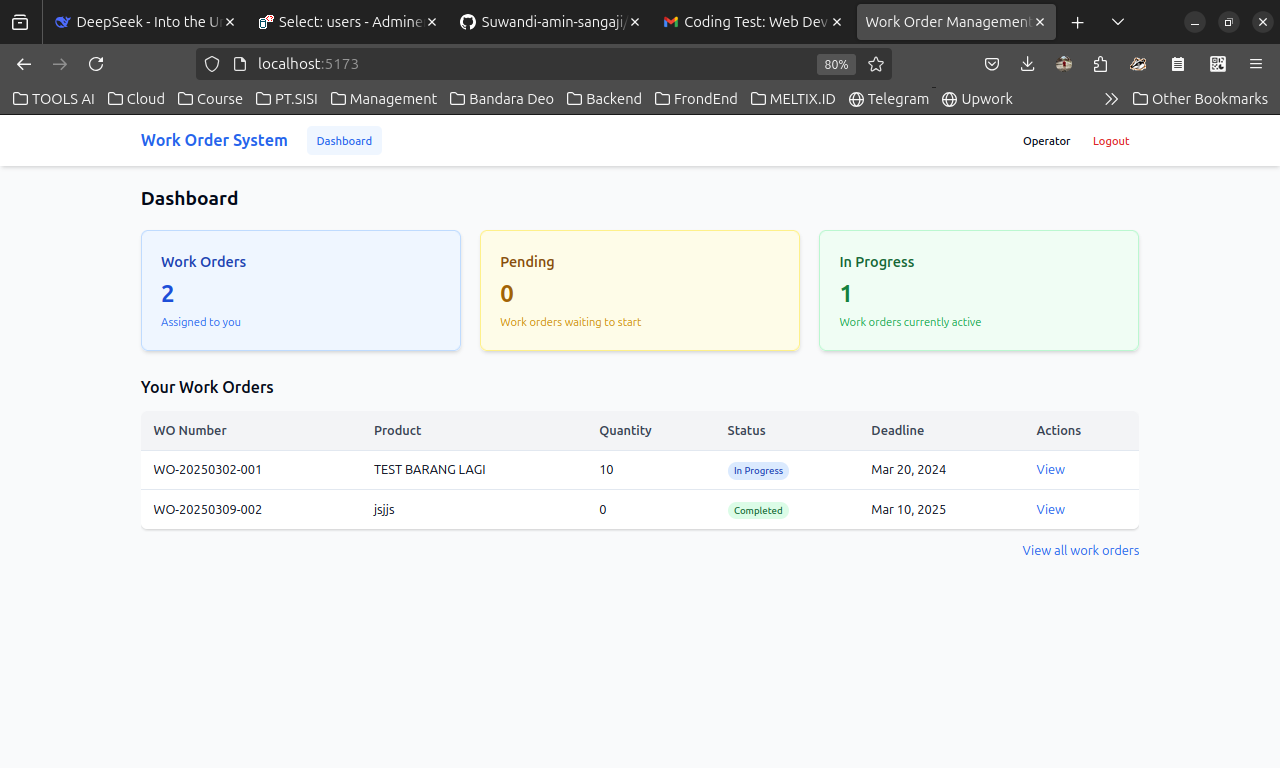 DeepSeek - Into the Un
Select: users - Adminer
Suwandi-amin-sangaji/
Coding Test: Web Dev
Work Order Management
localhost:5173
80%
TOOLS AI Cloud Course PT.SISI Management Bandara Deo Backend FrondEnd MELTIX.ID Telegram Upwork Other Bookmarks
Work Order System Dashboard Operator Logout
Dashboard
Work Orders
2
Assigned to you
Pending
0
Work orders waiting to start
In Progress
1
Work orders currently active
Your Work Orders
WO Number Product Quantity Status Deadline Actions
WO-20250302-001 TEST BARANG LAGI 10 In Progress Mar 20, 2024 View
WO-20250309-002 jsjjs 0 Completed Mar 10, 2025 View
View all work orders